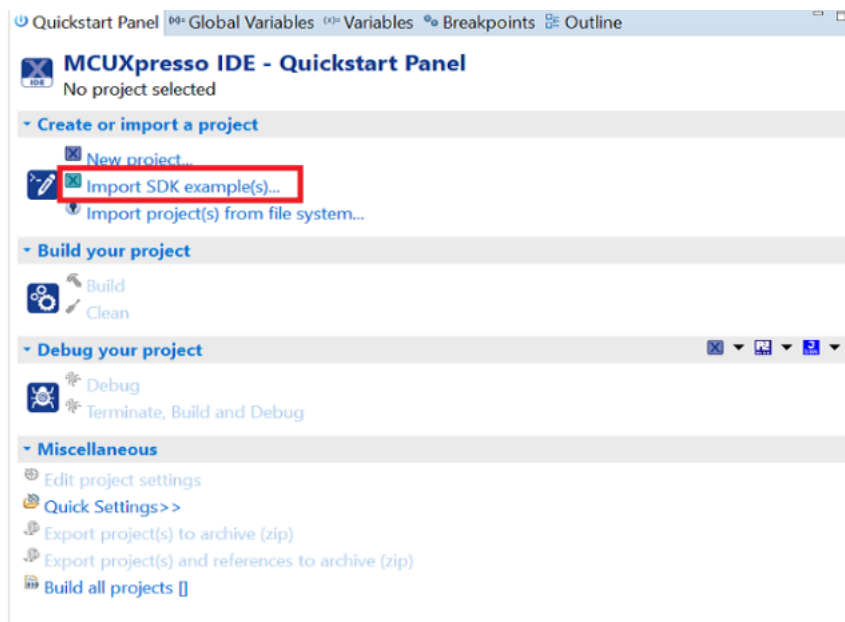 Quickstart Panel (x)= Global Variables (x)= Variables Breakpoints Outline
MCUXpresso IDE - Quickstart Panel
IDE
No project selected
Create or import a project
New project...
Import SDK example(s)...
Import project(s) from file system...
Build your project
Build
Clean
Debug your project
Debug
Terminate, Build and Debug
Miscellaneous
Edit project settings
Quick Settings>>
Export project(s) to archive (zip)
Export project(s) and references to archive (zip)
Build all projects []